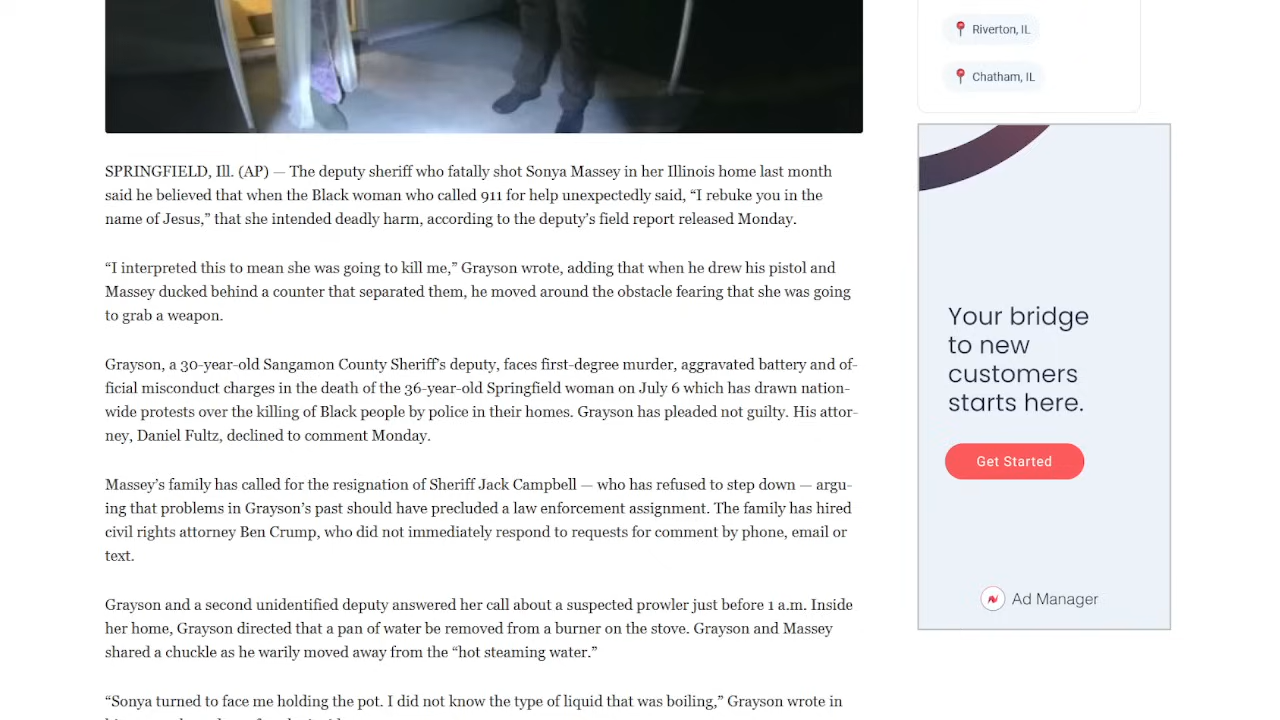 Riverton, IL
Chatham, IL
SPRINGFIELD, Ill. (AP) — The deputy sheriff who fatally shot Sonya Massey in her Illinois home last month
said he believed that when the Black woman who called 911 for help unexpectedly said, “I rebuke you in the
name of Jesus,” that she intended deadly harm, according to the deputy’s field report released Monday.
“I interpreted this to mean she was going to kill me,” Grayson wrote, adding that when he drew his pistol and
Massey ducked behind a counter that separated them, he moved around the obstacle fearing that she was going
to grab a weapon.
Grayson, a 30-year-old Sangamon County Sheriff’s deputy, faces first-degree murder, aggravated battery and of-
ficial misconduct charges in the death of the 36-year-old Springfield woman on July 6 which has drawn nation-
wide protests over the killing of Black people by police in their homes. Grayson has pleaded not guilty. His attor-
ney, Daniel Fultz, declined to comment Monday.
Massey’s family has called for the resignation of Sheriff Jack Campbell — who has refused to step down — argu-
ing that problems in Grayson’s past should have precluded a law enforcement assignment. The family has hired
civil rights attorney Ben Crump, who did not immediately respond to requests for comment by phone, email or
text.
Grayson and a second unidentified deputy answered her call about a suspected prowler just before 1 a.m. Inside
her home, Grayson directed that a pan of water be removed from a burner on the stove. Grayson and Massey
shared a chuckle as he warily moved away from the “hot steaming water.”
“Sonya turned to face me holding the pot. I did not know the type of liquid that was boiling,” Grayson wrote in
Your bridge
to new
customers
starts here.
Get Started
Ad Manager